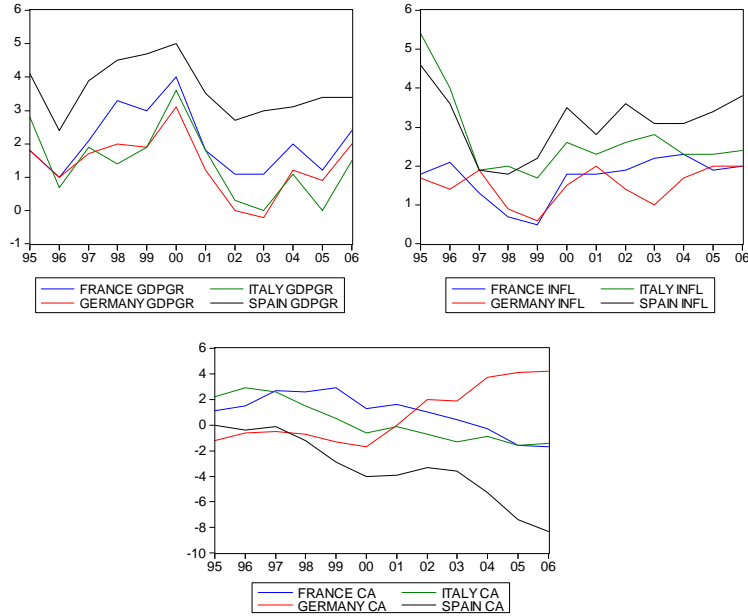 6
5
4
3
2
1
0
-1
95 96 97 98 99 00 01 02 03 04 05 06
FRANCE GDPGR ITALY GDPGR
GERMANY GDPGR SPAIN GDPGR
6
5
4
3
2
1
0
95 96 97 98 99 00 01 02 03 04 05 06
FRANCE INFL ITALY INFL
GERMANY INFL SPAIN INFL
6
4
2
0
-2
-4
-6
-8
-10
95 96 97 98 99 00 01 02 03 04 05 06
FRANCE CA ITALY CA
GERMANY CA SPAIN CA